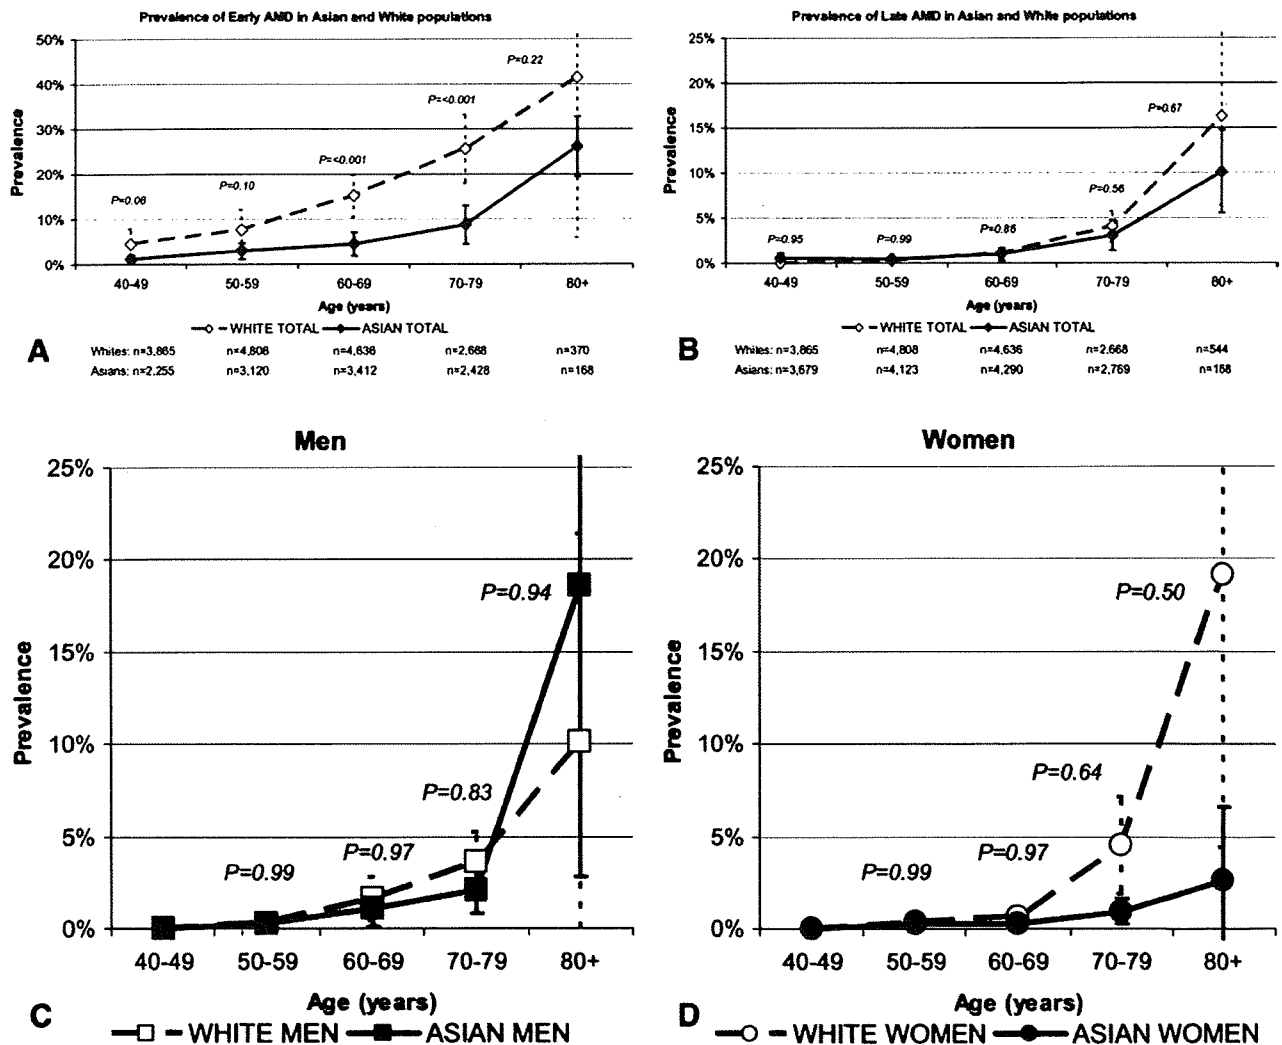 Prevalence of Early AMD in Asian and White populations
50%
40%
30%
20%
10%
0%
Prevalence
P=0.06
P=0.10
P=<0.001
P=<0.001
P=0.22
40-49 50-59 60-69 70-79 80+
Age (years)
WHITE TOTAL ASIAN TOTAL
A
Whites: n=3,865 n=4,808 n=4,636 n=2,668 n=370
Asians: n=2,255 n=3,120 n=3,412 n=2,428 n=168
Prevalence of Late AMD in Asian and White populations
25%
20%
15%
10%
5%
0%
Prevalence
P=0.95
P=0.99
P=0.86
P=0.56
P=0.67
40-49 50-59 60-69 70-79 80+
Age (years)
WHITE TOTAL ASIAN TOTAL
B
Whites: n=3,865 n=4,808 n=4,636 n=2,668 n=544
Asians: n=3,679 n=4,123 n=4,290 n=2,769 n=168
Men
25%
20%
15%
10%
5%
0%
Prevalence
P=0.99
P=0.97
P=0.83
P=0.94
40-49 50-59 60-69 70-79 80+
Age (years)
C
WHITE MEN ASIAN MEN
Women
25%
20%
15%
10%
5%
0%
Prevalence
P=0.99
P=0.97
P=0.64
P=0.50
40-49 50-59 60-69 70-79 80+
Age (years)
D
WHITE WOMEN ASIAN WOMEN